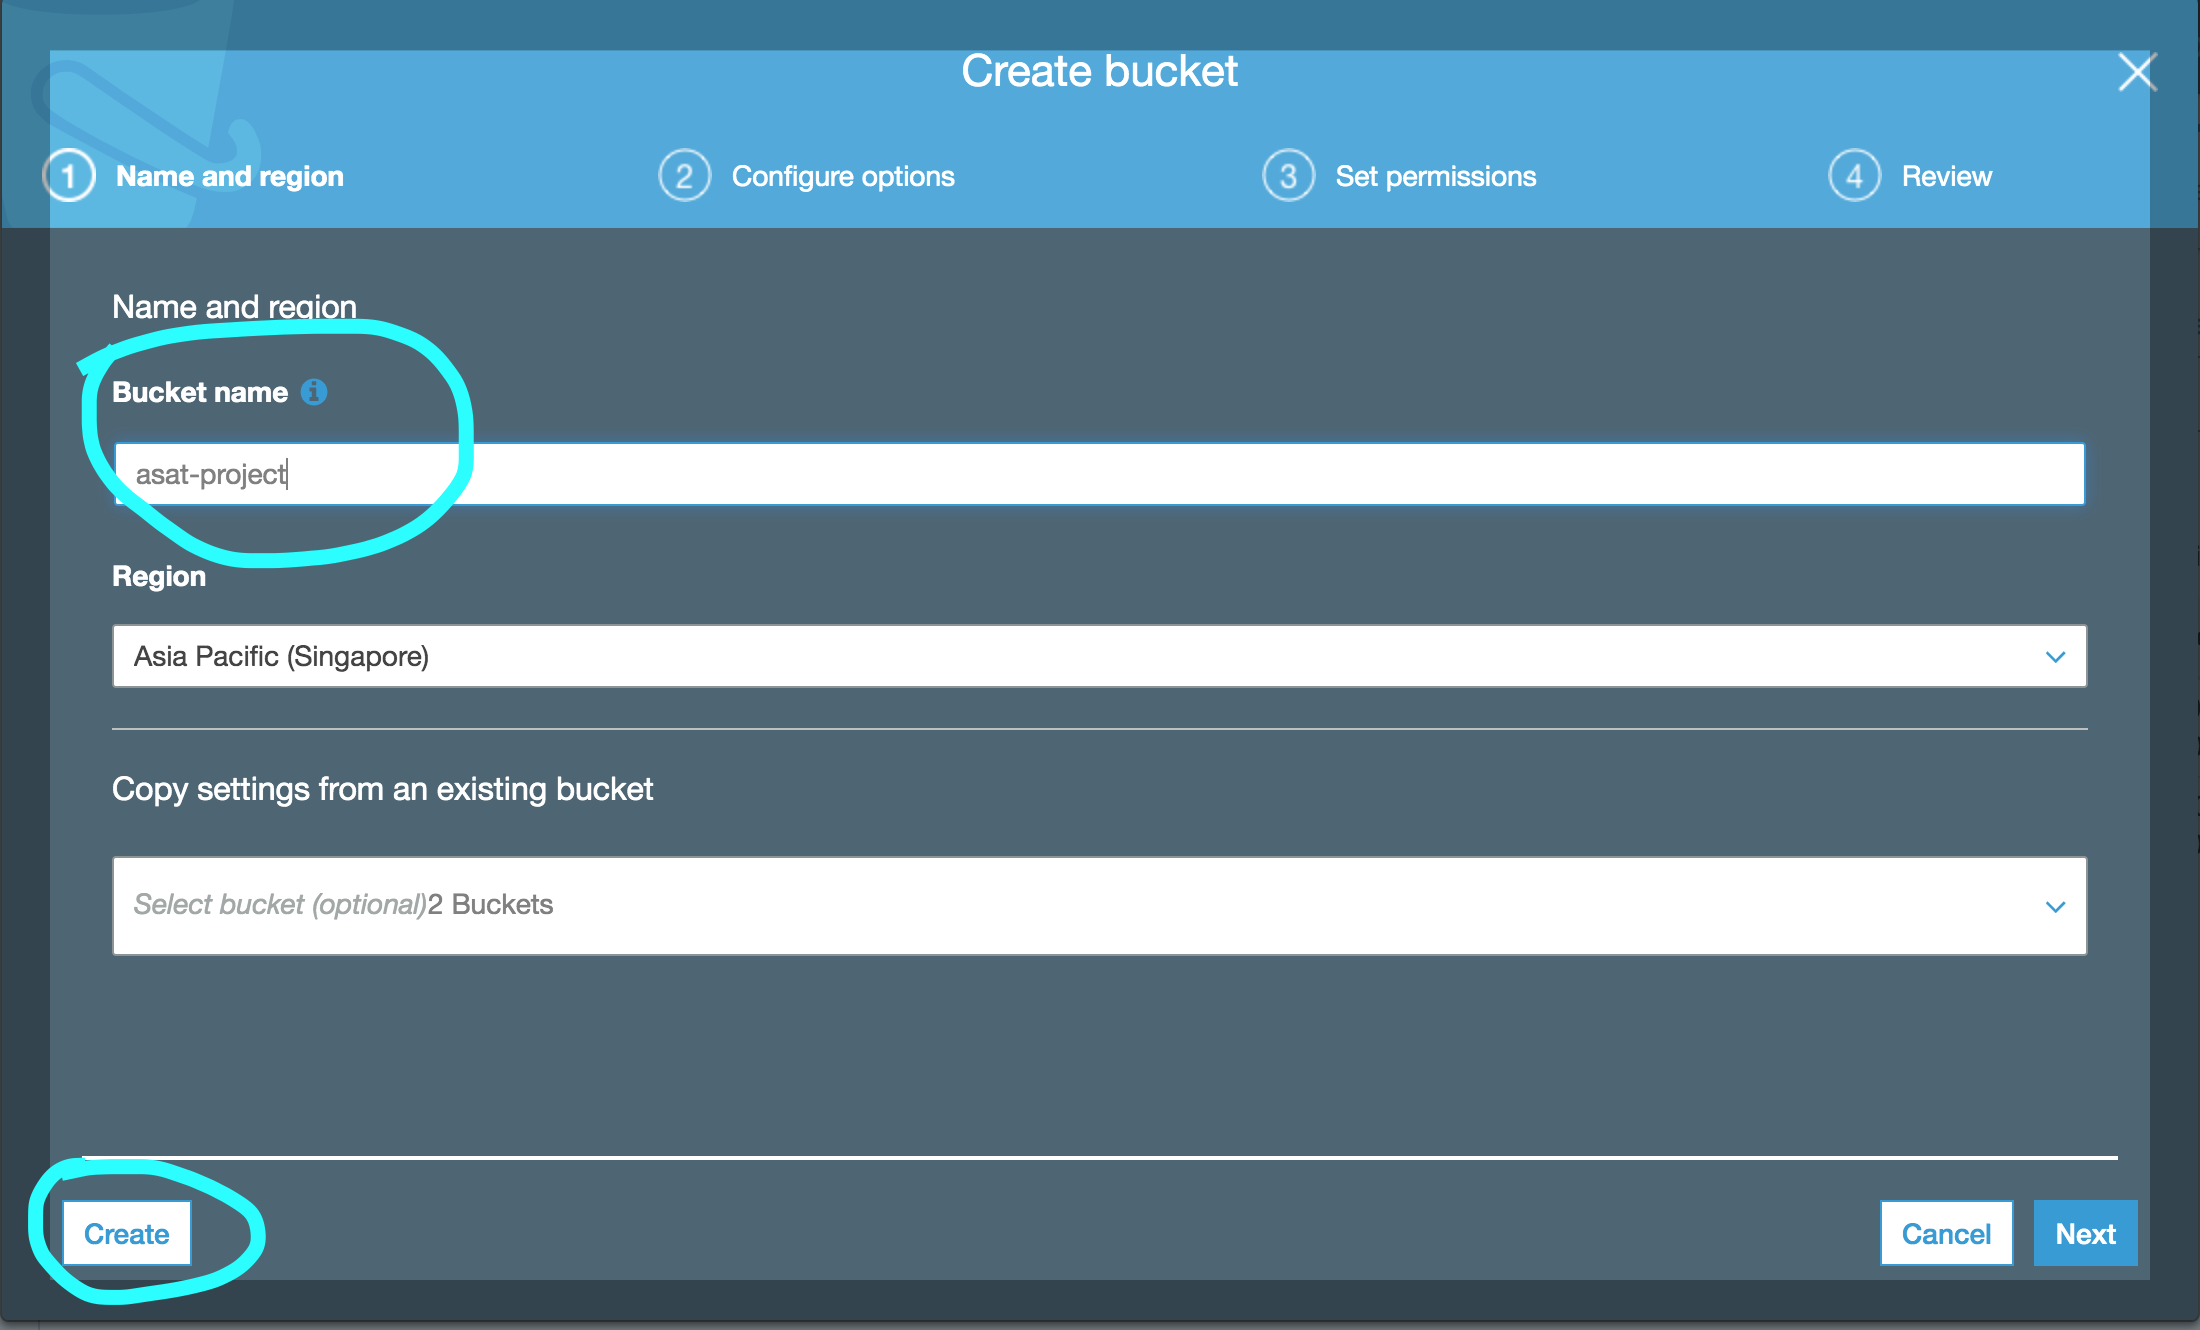 Create bucket
1 Name and region
2 Configure options
3 Set permissions
4 Review
Name and region
Bucket name
asat-project
Region
Asia Pacific (Singapore)
Copy settings from an existing bucket
Select bucket (optional)2 Buckets
Create
Cancel
Next